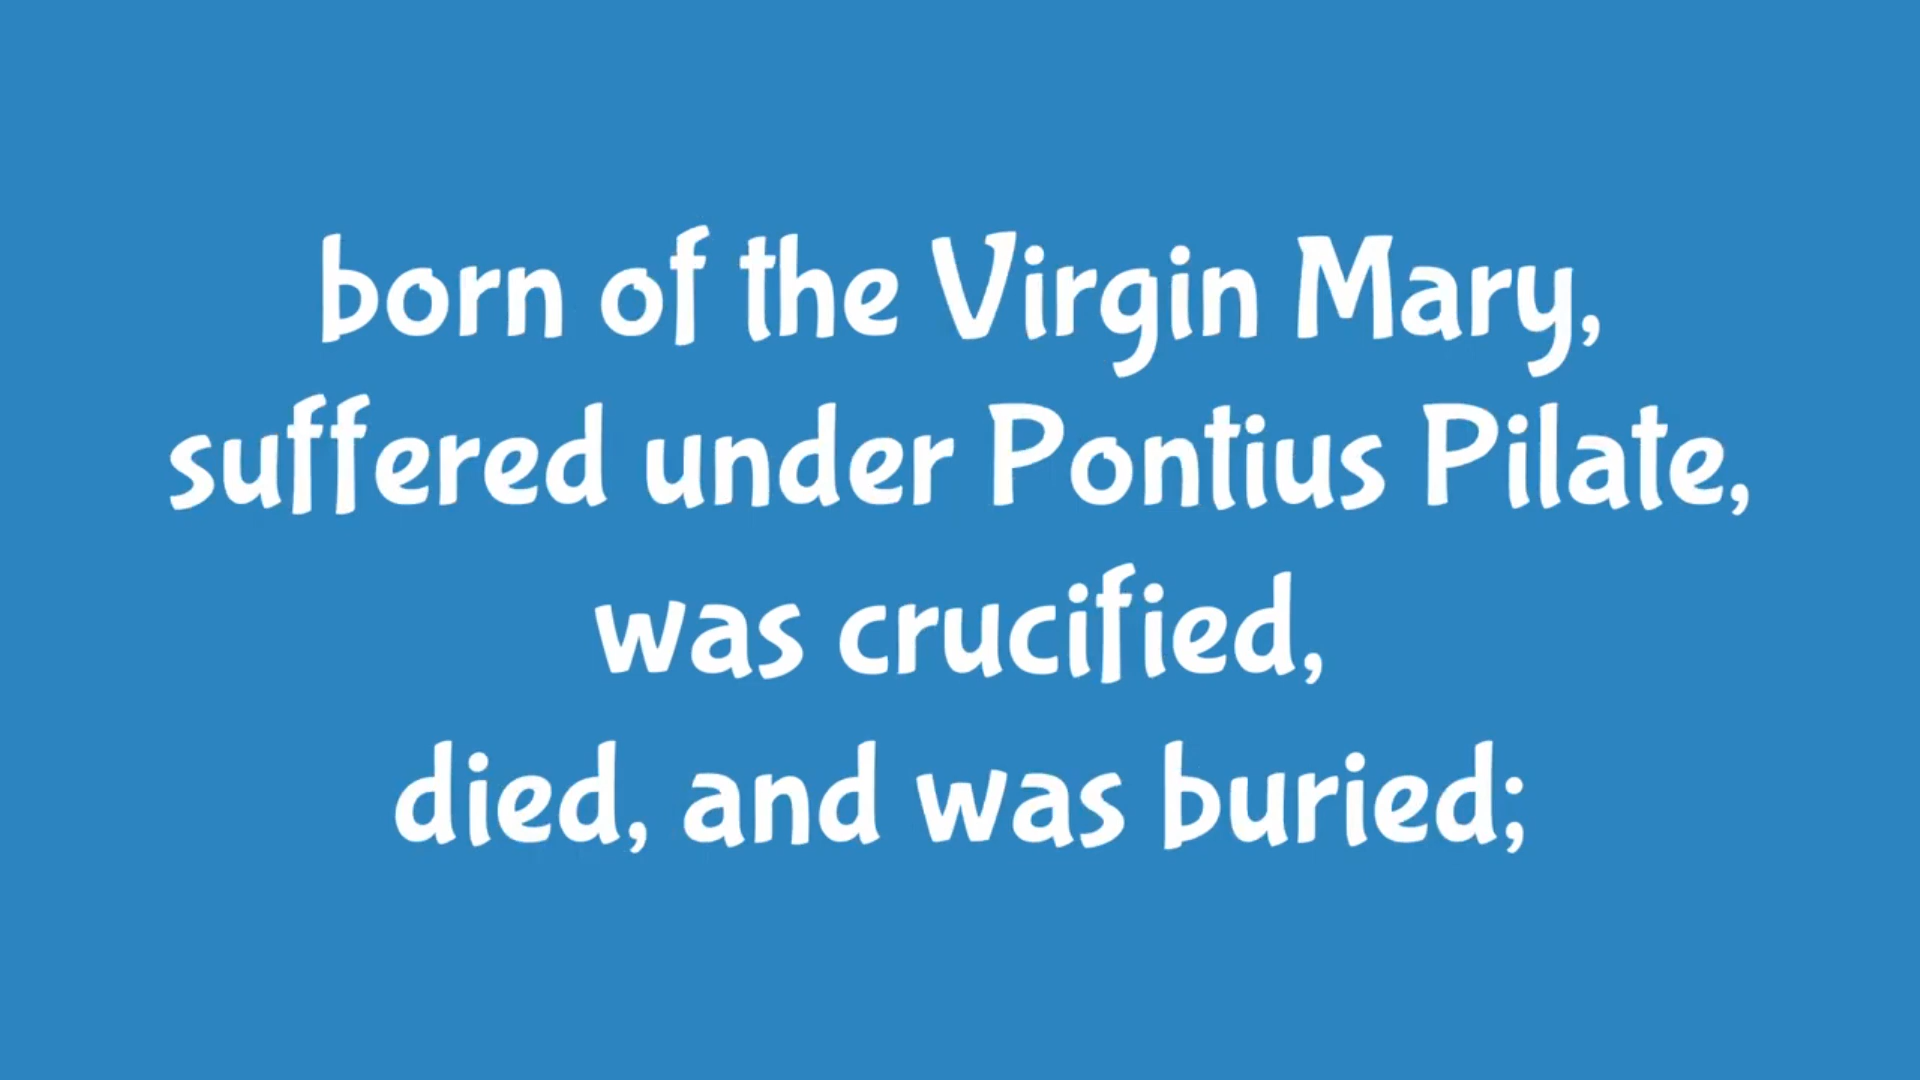 born of the Virgin Mary,
suffered under Pontius Pilate,
was crucified,
died, and was buried;